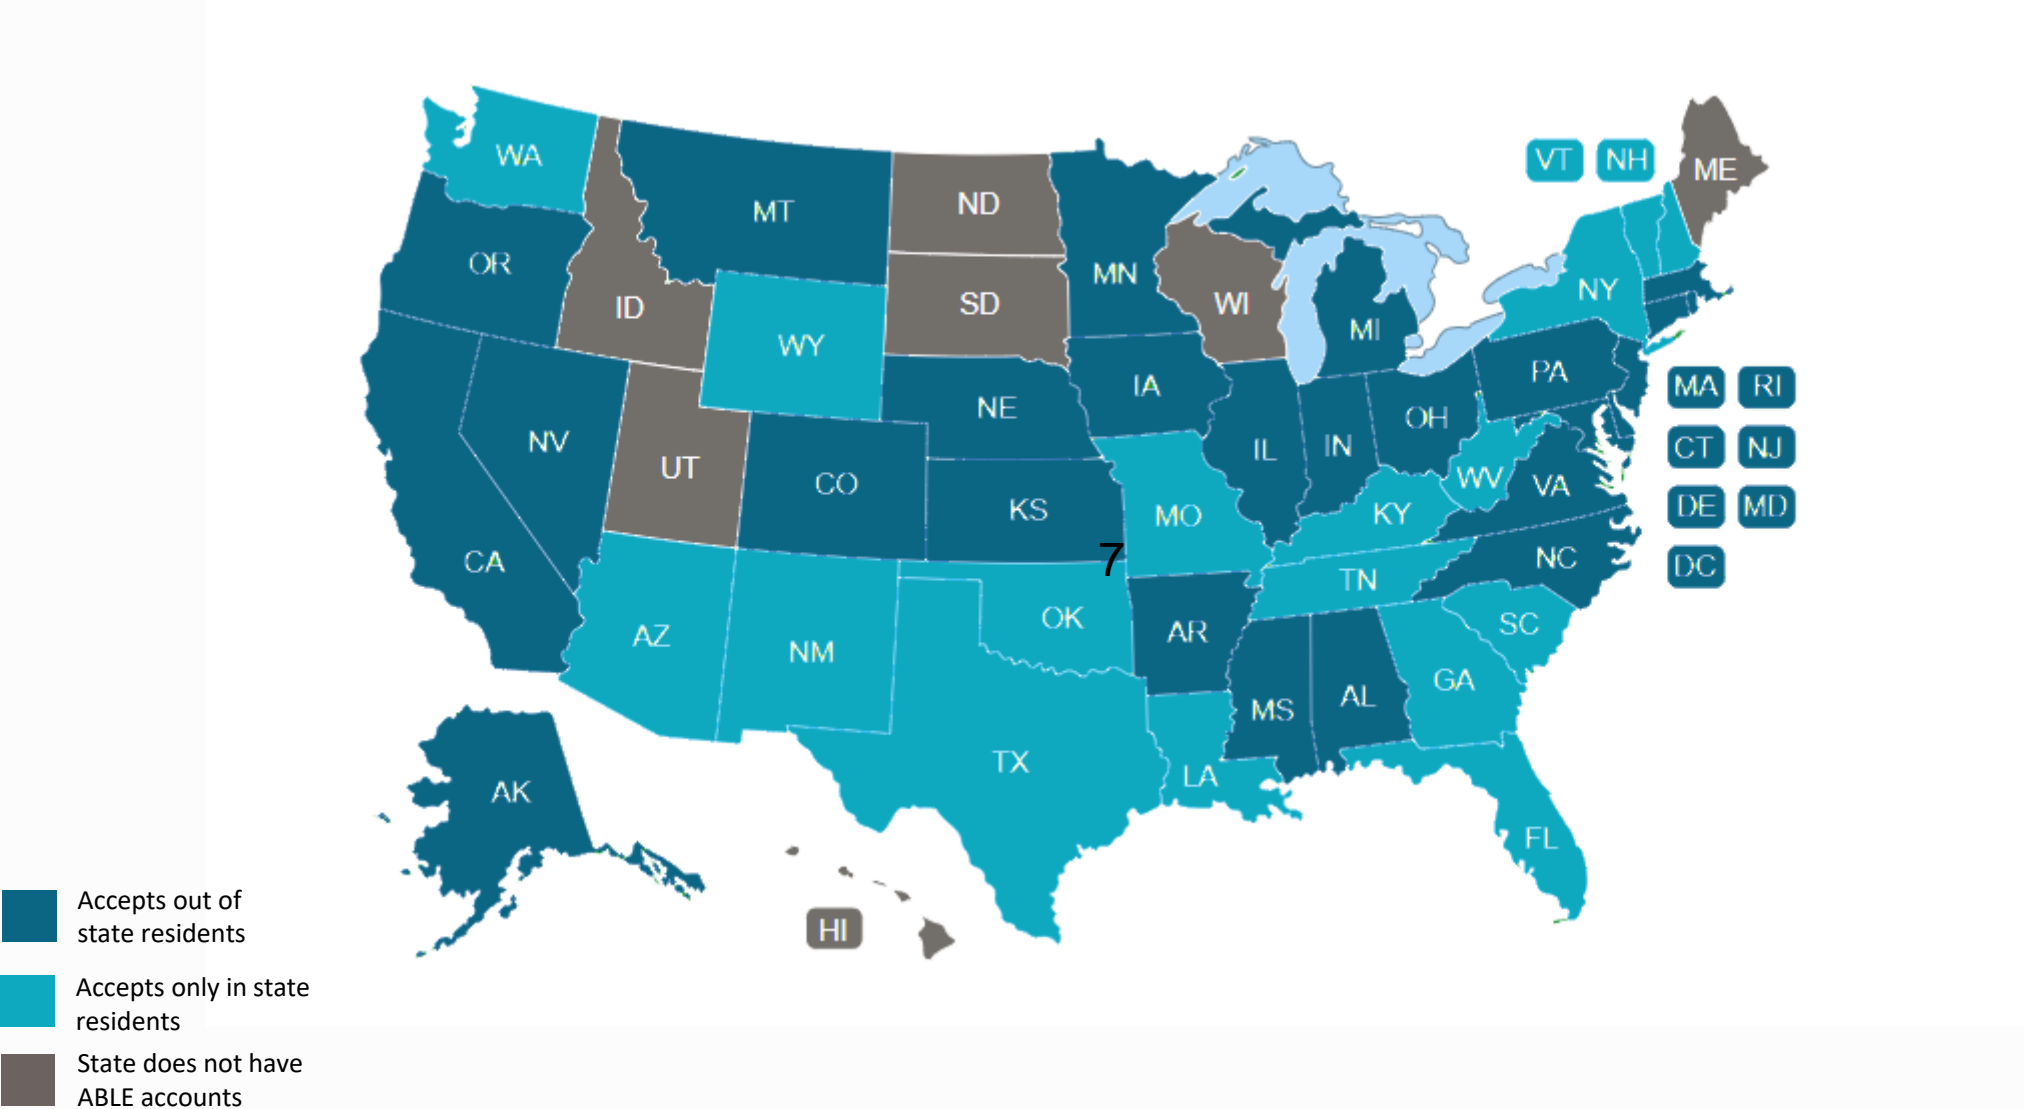 WA
VT NH
ME
MT
ND
OR
MN
NY
ID
SD
WI
MI
WY
PA
IA
MA RI
NE
OH
NV
IL
IN
CT NJ
UT
CO
WV
VA
KS
MO
KY
DE MD
CA
7
NC
DC
TN
OK
AZ
AR
SC
NM
GA
MS
AL
TX
LA
AK
FL
HI
Accepts out of
state residents
Accepts only in state
residents
State does not have
ABLE accounts